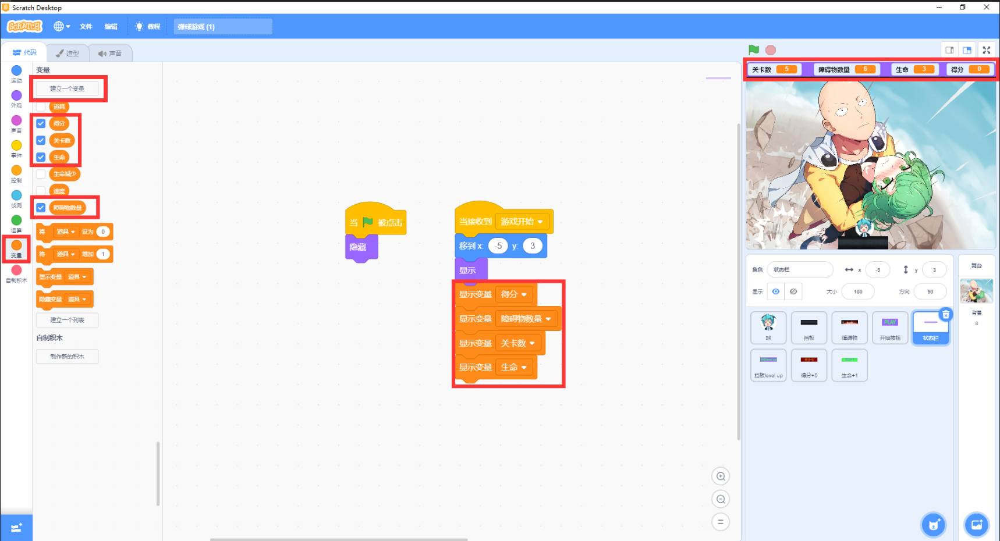 Scratch Desktop
SCRATCH
文件
编辑
教程
弹球游戏 (1)
代码
造型
声音
运动
外观
声音
事件
控制
侦测
运算
变量
自制积木
变量
建立一个变量
道具
得分
关卡数
生命
生命减少
速度
障碍物数量
将 道具 设为 0
将 道具 增加 1
显示变量 道具
隐藏变量 道具
建立一个列表
自制积木
制作新的积木
当 被点击
隐藏
当接收到 游戏开始
移到 x: -5 y: 3
显示
显示变量 得分
显示变量 障碍物数量
显示变量 关卡数
显示变量 生命
关卡数 5
障碍物数量 6
生命 3
得分 0
角色 状态栏 x -5 y 3
显示 大小 100 方向 90
球
挡板
障碍物
PLAY
开始按钮
状态栏
挡板level up
得分+5
生命+1
舞台
背景
8